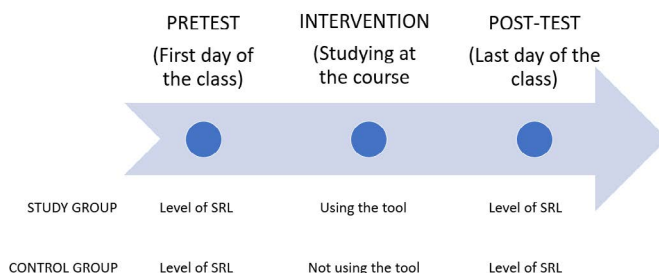 PRETEST INTERVENTION POST-TEST
(First day of (Studying at (Last day of the
the class) the course class)
STUDY GROUP Level of SRL Using the tool Level of SRL
CONTROL GROUP Level of SRL Not using the tool Level of SRL